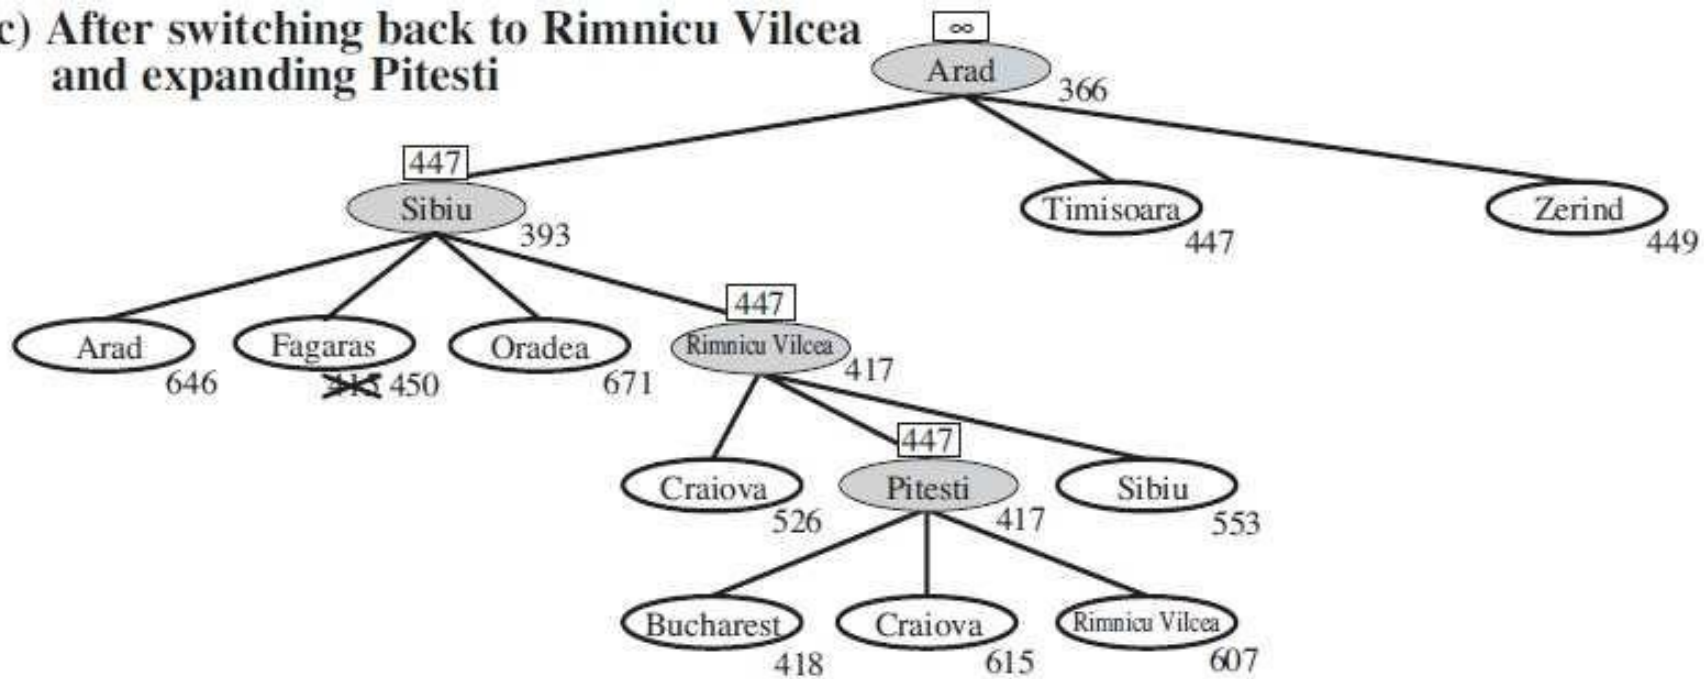 c) After switching back to Rimnicu Vilcea
and expanding Pitesti
∞
Arad
366
447
Sibiu
393
Timisoara
447
Zerind
449
Arad
646
Fagaras
450
Oradea
671
447
Rimnicu Vilcea
417
Craiova
526
447
Pitesti
417
Sibiu
553
Bucharest
418
Craiova
615
Rimnicu Vilcea
607